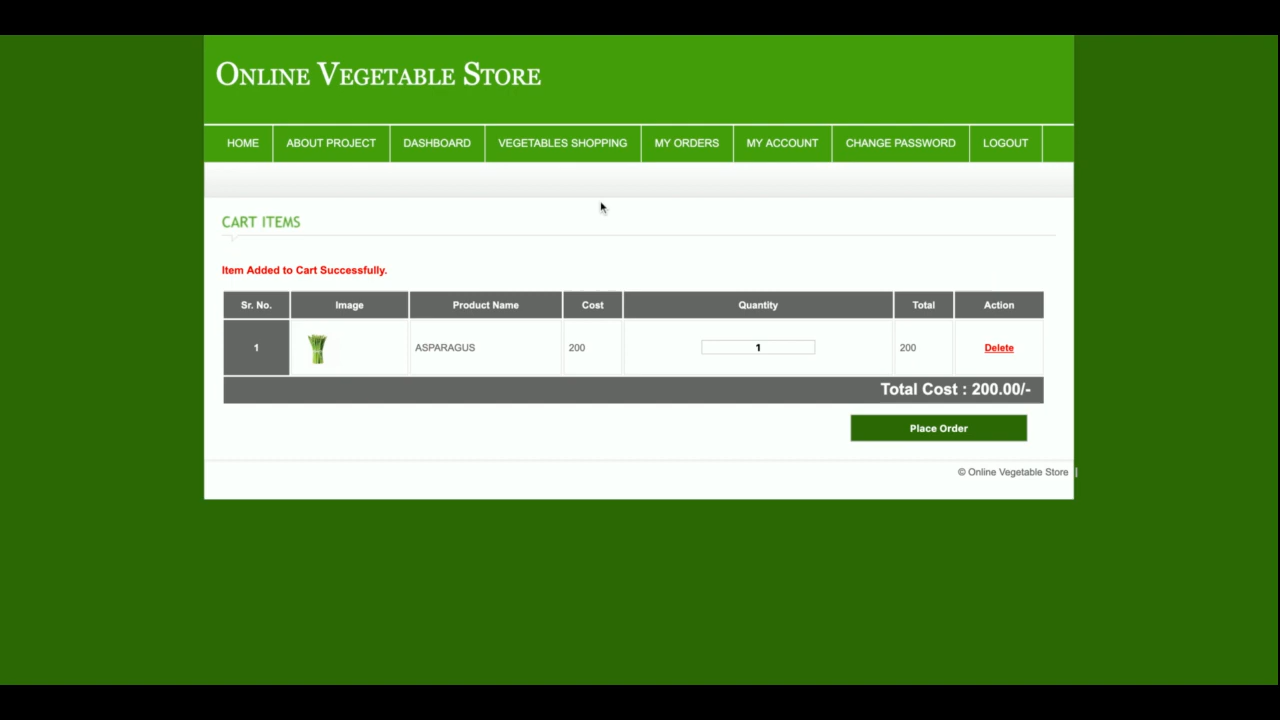 Online Vegetable Store
HOME ABOUT PROJECT DASHBOARD VEGETABLES SHOPPING MY ORDERS MY ACCOUNT CHANGE PASSWORD LOGOUT
CART ITEMS
Item Added to Cart Successfully.
Sr. No. Image Product Name Cost Quantity Total Action
1 ASPARAGUS 200 1 200 Delete
Total Cost : 200.00/-
Place Order
© Online Vegetable Store |